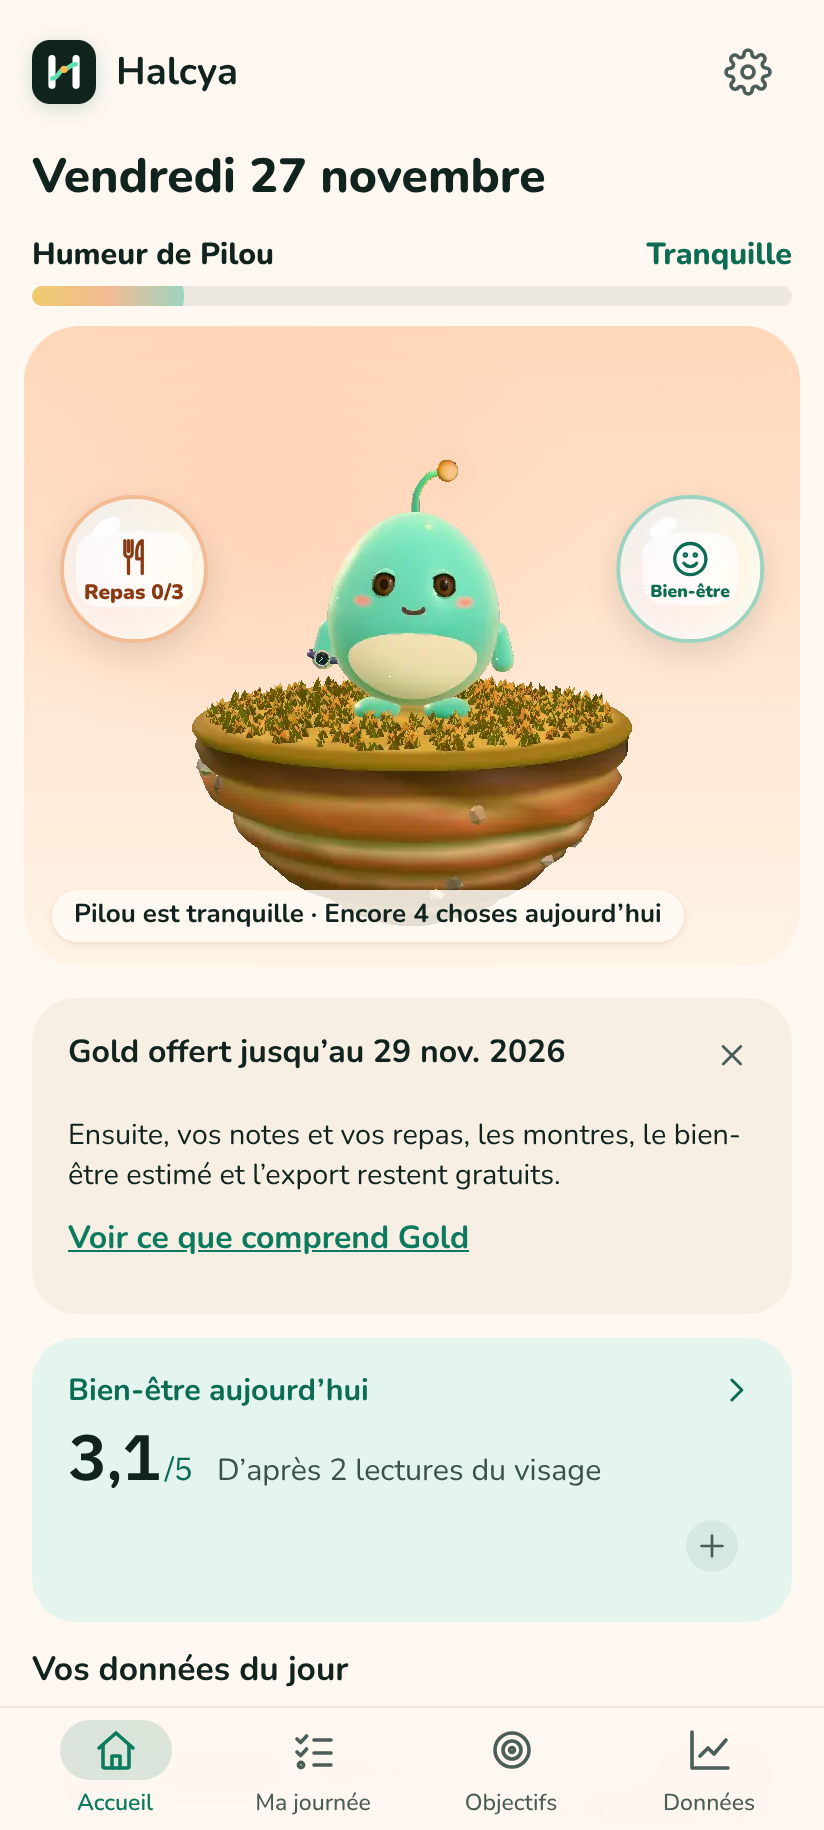 Halcya
Vendredi 27 novembre
Humeur de Pilou
Tranquille
Repas 0/3
Bien-être
Pilou est tranquille · Encore 4 choses aujourd’hui
Gold offert jusqu’au 29 nov. 2026
Ensuite, vos notes et vos repas, les montres, le bien-
être estimé et l’export restent gratuits.
Voir ce que comprend Gold
Bien-être aujourd’hui
3,1/5 D’après 2 lectures du visage
Vos données du jour
Accueil
Ma journée
Objectifs
Données